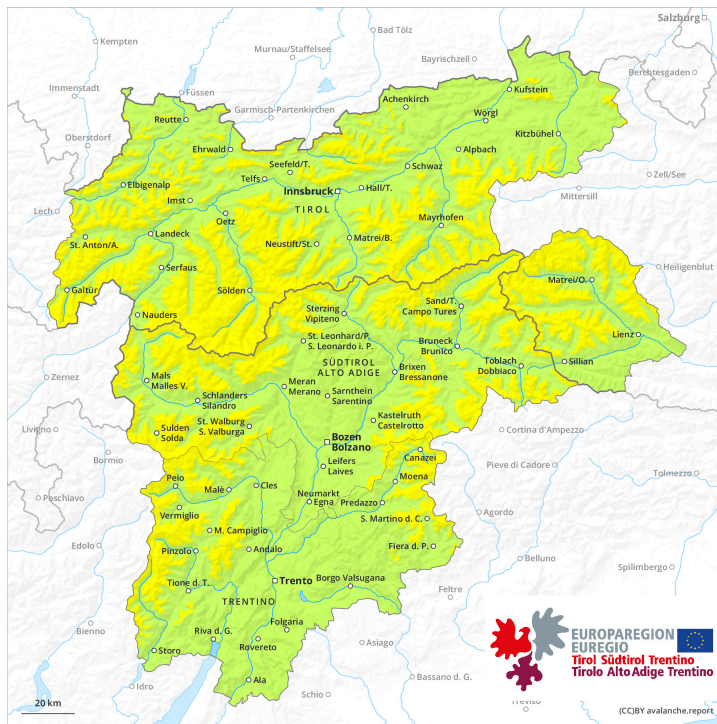 Salzburg
Kempten
Bad Tölz
Murnau/Staffelsee
Bayrischzell
Berchtesgaden
Immenstadt
Füssen
Kufstein
Achenkirch
Garmisch-Partenkirchen
Reutte
Wörgl
Oberstdorf
Kitzbühel
Ehrwald
Alpbach
Seefeld/T.
Schwaz
Zell/See
Telfs
Elbigenalp
Innsbruck
Hall/T.
Mittersill
Imst
TIROL
Lech
Oetz
Mayrhofen
Landeck
Matrei/B.
St. Anton/A.
Neustift/St.
Serfaus
Heiligenblut
Matrei/O.
Galtür
Sölden
Nauders
Sterzing
Vipiteno
Sand/T.
Campo Tures
Lienz
St. Leonhard/P.
S. Leonardo i. P.
Bruneck
Brunico
Toblach
Dobbiaco
Sillian
SÜDTIROL
ALTO ADIGE
Brixen
Bressanone
Zernez
Mals
Malles V.
Meran
Merano
Sarnthein
Sarentino
Schlanders
Silandro
St. Walburg
S. Valburga
Kastelruth
Castelrotto
Livigno
Sulden
Solda
Cortina d'Ampezzo
Bozen
Bolzano
Bormio
Canazei
Pieve di Cadore
Leifers
Laives
Tolmezzo
Peio
Moena
Poschiavo
Malè
Cles
Neumarkt
Egna
Predazzo
Vermiglio
Agordo
S. Martino d. C.
M. Campiglio
Edolo
Pinzolo
Andalo
Fiera d. P.
Belluno
Spilimbergo
Tione d. T.
Trento
Borgo Valsugana
Feltre
TRENTINO
Bienno
Folgaria
Riva d. G.
Rovereto
Asiago
Storo
Bassano d. G.
Ala
Idro
Schio
Treviso
EUROPAREGION
EUREGIO
Tirol Südtirol Trentino
Tirolo Alto Adige Trentino
20 km
(CC)BY avalanche.report